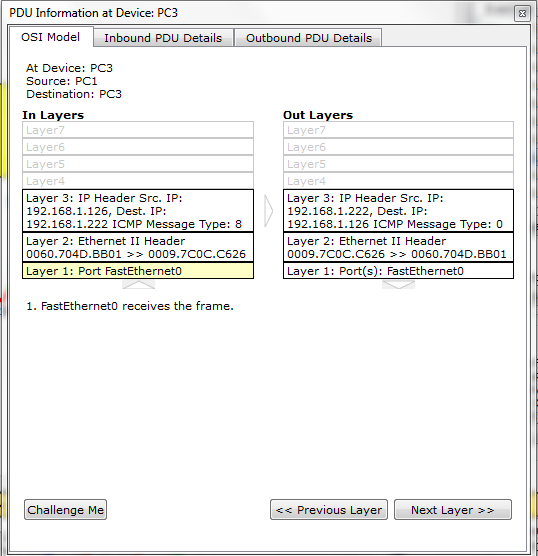 PDU Information at Device: PC3
OSI Model
Inbound PDU Details
Outbound PDU Details
At Device: PC3
Source: PC1
Destination: PC3
In Layers
Layer7
Layer6
Layer5
Layer4
Layer 3: IP Header Src. IP:
192.168.1.126, Dest. IP:
192.168.1.222 ICMP Message Type: 8
Layer 2: Ethernet II Header
0060.704D.BB01 >> 0009.7C0C.C626
Layer 1: Port FastEthernet0
Out Layers
Layer7
Layer6
Layer5
Layer4
Layer 3: IP Header Src. IP:
192.168.1.222, Dest. IP:
192.168.1.126 ICMP Message Type: 0
Layer 2: Ethernet II Header
0009.7C0C.C626 >> 0060.704D.BB01
Layer 1: Port(s): FastEthernet0
1. FastEthernet0 receives the frame.
Challenge Me
<< Previous Layer
Next Layer >>